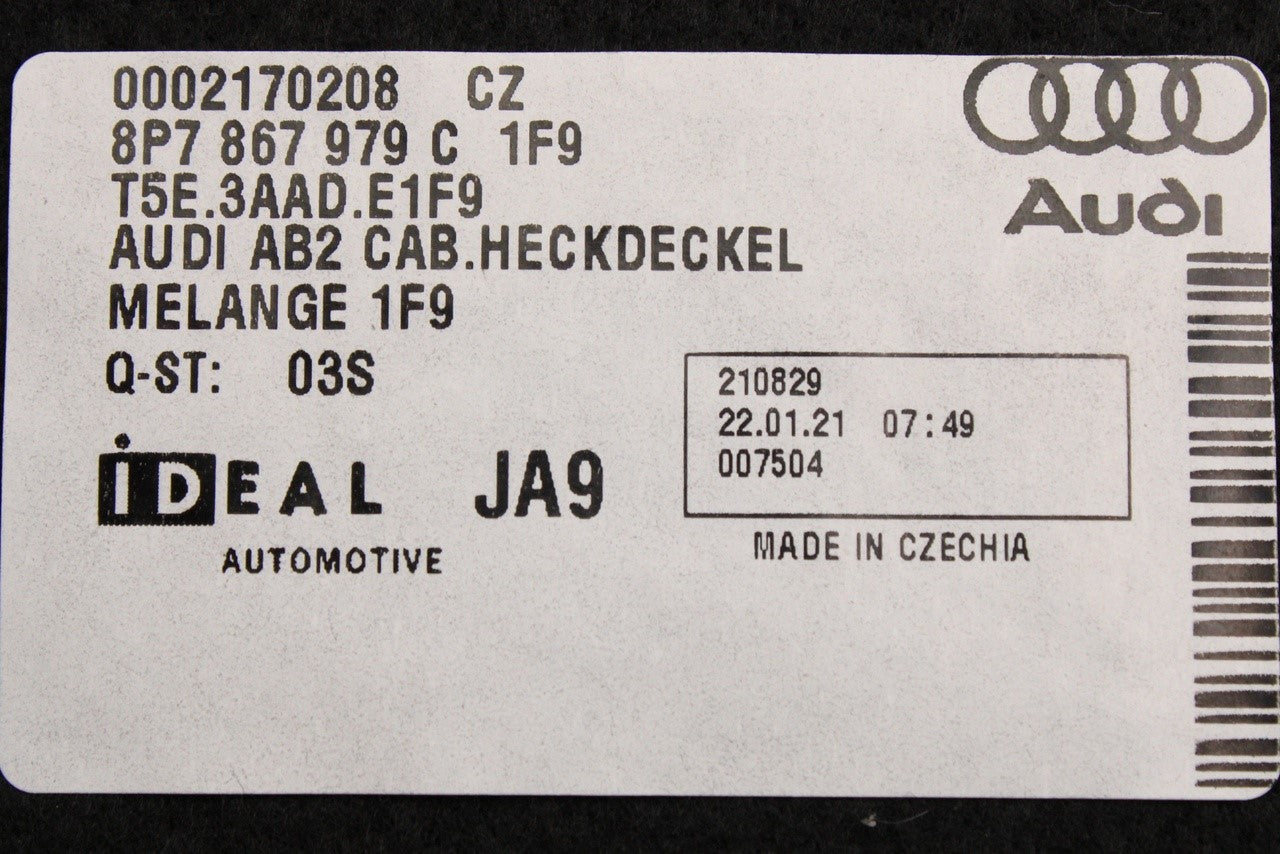 0002170208 CZ
8P7 867 979 C 1F9
T5E.3AAD.E1F9
AUDI AB2 CAB.HECKDECKEL
MELANGE 1F9
Q-ST: 03S
Audi
210829
22.01.21 07:49
007504
iDEAL JA9
AUTOMOTIVE
MADE IN CZECHIA